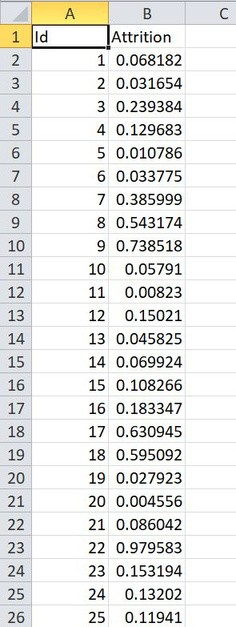 A B C
1 Id Attrition
2 1 0.068182
3 2 0.031654
4 3 0.239384
5 4 0.129683
6 5 0.010786
7 6 0.033775
8 7 0.385999
9 8 0.543174
10 9 0.738518
11 10 0.05791
12 11 0.00823
13 12 0.15021
14 13 0.045825
15 14 0.069924
16 15 0.108266
17 16 0.183347
18 17 0.630945
19 18 0.595092
20 19 0.027923
21 20 0.004556
22 21 0.086042
23 22 0.979583
24 23 0.153194
25 24 0.13202
26 25 0.11941